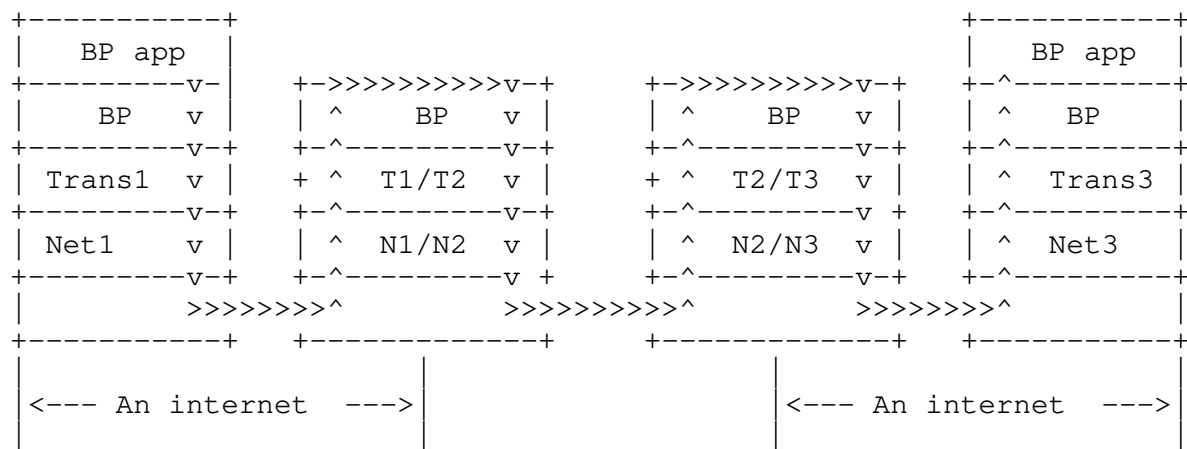 +-----------+                                         +-----------+
|   BP app  |                                         |   BP app  |
+---------v-|   +->>>>>>>>>>v-+     +->>>>>>>>>>v-+   +-^---------+
|   BP    v |   | ^    BP   v |     | ^    BP   v |   | ^   BP    |
+---------v-+   +-^---------v-+     +-^---------v-+   +-^---------+
| Trans1  v |   + ^  T1/T2  v |     + ^  T2/T3  v |   | ^  Trans3 |
+---------v-+   +-^---------v-+     +-^---------v +   +-^---------+
| Net1    v |   | ^  N1/N2  v |     | ^  N2/N3  v |   | ^  Net3   |
+---------v-+   +-^---------v +     +-^---------v-+   +-^---------+
|         >>>>>>>>^         >>>>>>>>>>^         >>>>>>>>^         |
+-----------+   +-------------+     +-------------+   +-----------+
|                      |                   |                      |
|<--- An internet  --->|                   |<--- An internet  --->|
|                      |                   |                      |